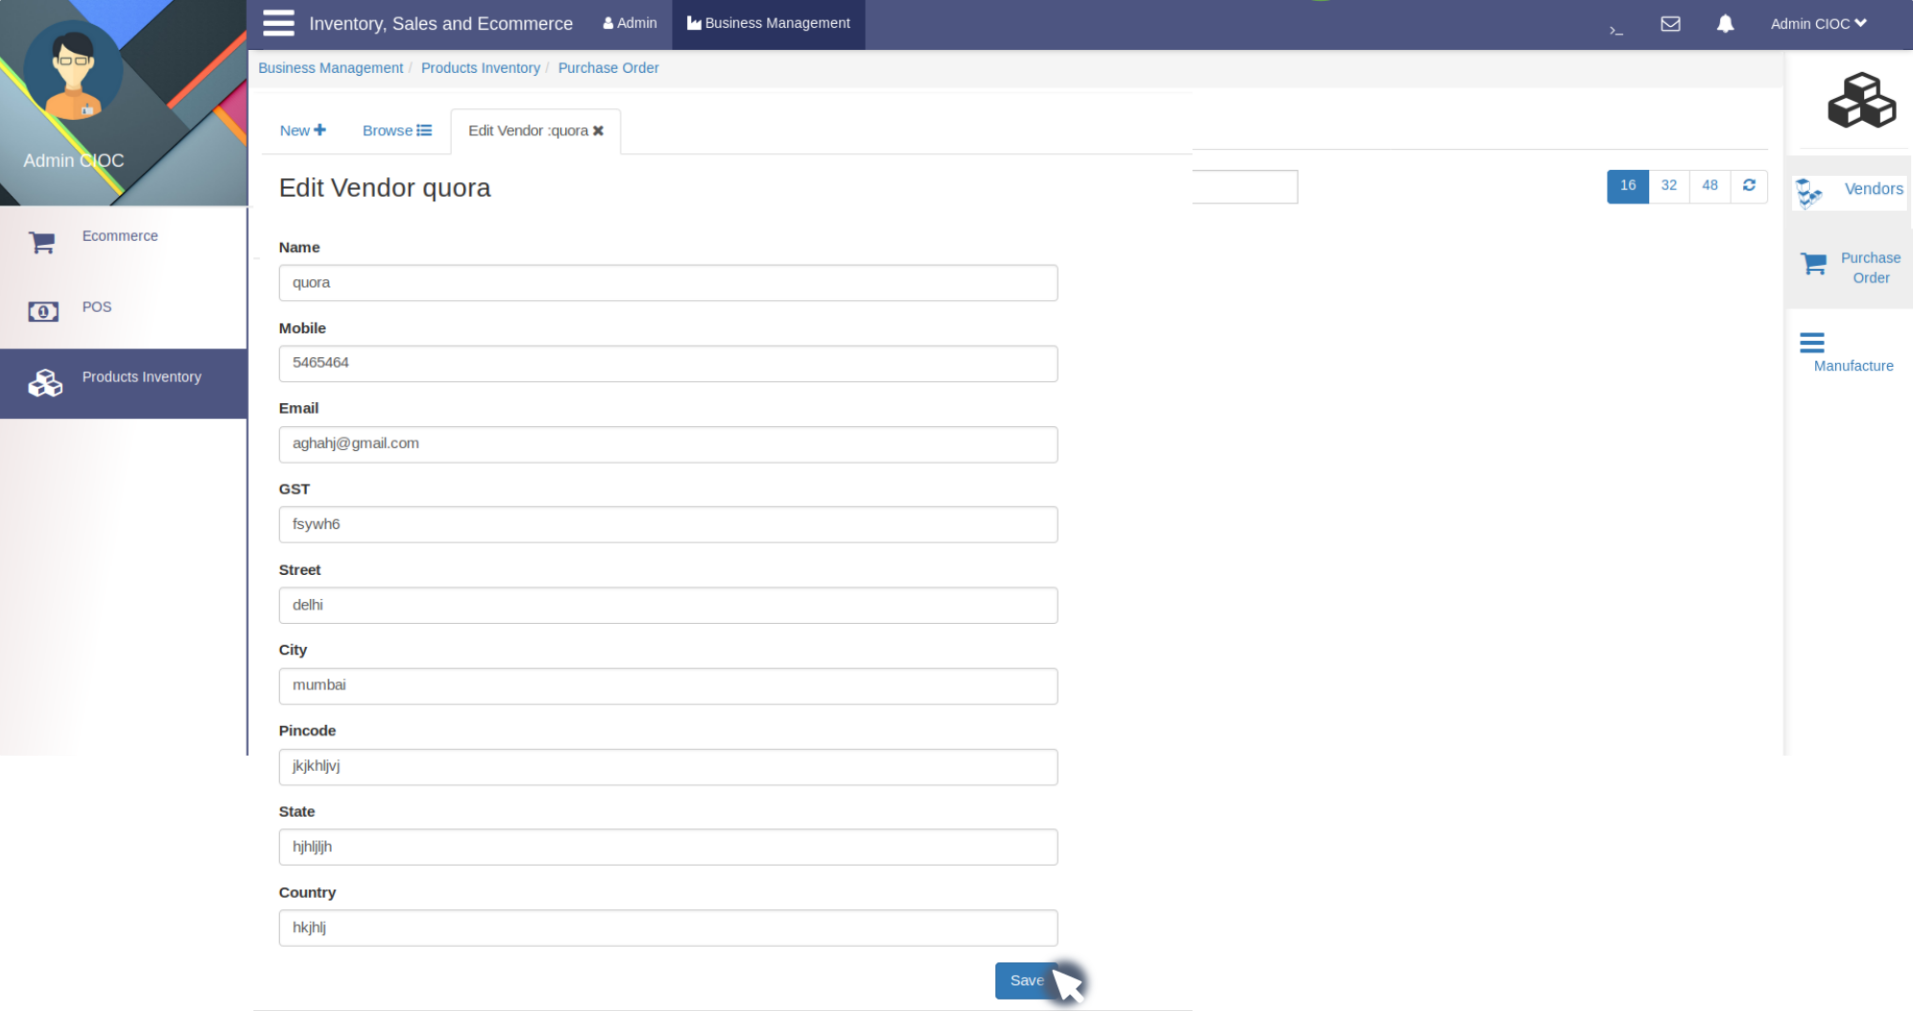 Inventory, Sales and Ecommerce Admin Business Management >_ Admin CIOC
Business Management / Products Inventory / Purchase Order
New Browse Edit Vendor :quora
Admin CIOC
Edit Vendor quora
16 32 48
Vendors
Ecommerce
Name
Purchase
Order
quora
POS
Mobile
5465464
Manufacture
Products Inventory
Email
aghahj@gmail.com
GST
fsywh6
Street
delhi
City
mumbai
Pincode
jkjkhljvj
State
hjhljljh
Country
hkjhlj
Save